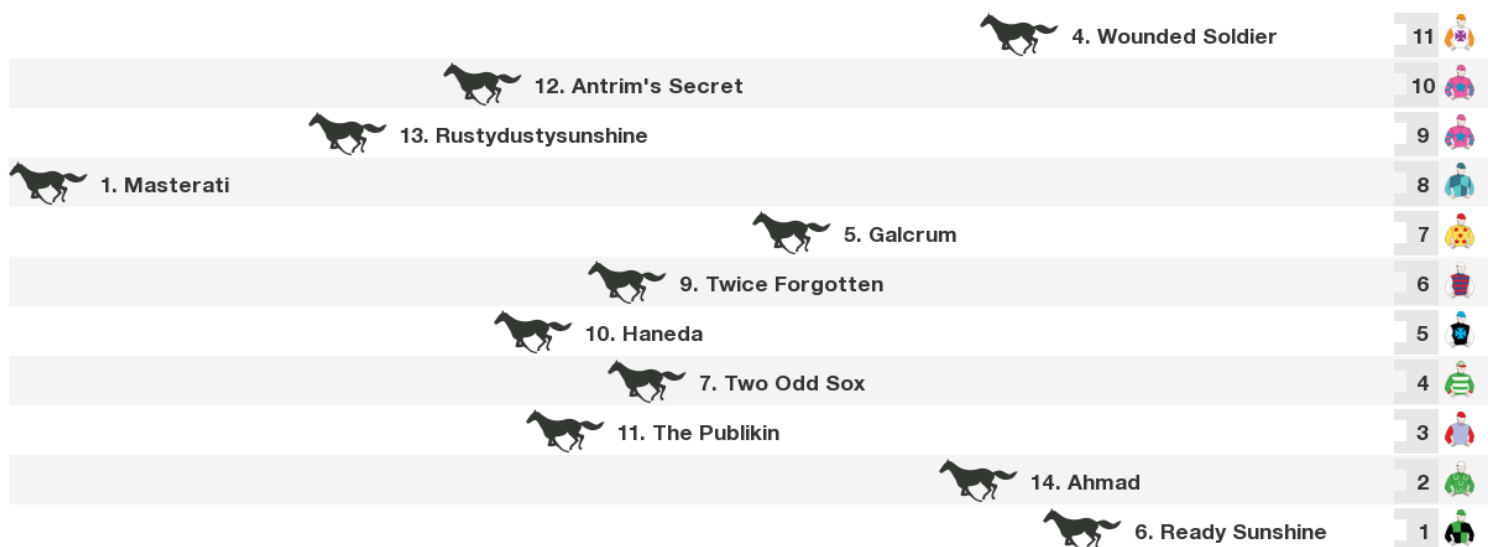 4. Wounded Soldier 11
12. Antrim's Secret 10
13. Rustydustysunshine 9
1. Masterati 8
5. Galcrum 7
9. Twice Forgotten 6
10. Haneda 5
7. Two Odd Sox 4
11. The Publikin 3
14. Ahmad 2
6. Ready Sunshine 1